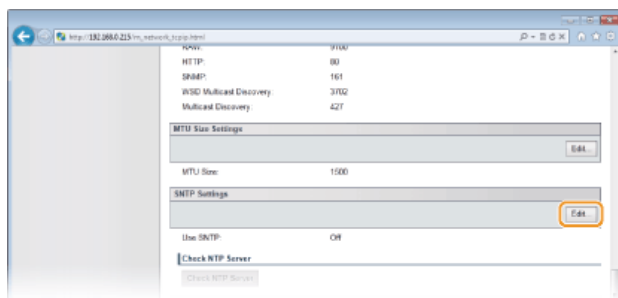 http://192.168.0.215/m_network_tcpip.html
RAW: 9100
HTTP: 80
SNMP: 161
WSD Multicast Discovery: 3702
Multicast Discovery: 427
MTU Size Settings
Edit...
MTU Size: 1500
SNTP Settings
Edit...
Use SNTP: Off
Check NTP Server
Check NTP Server